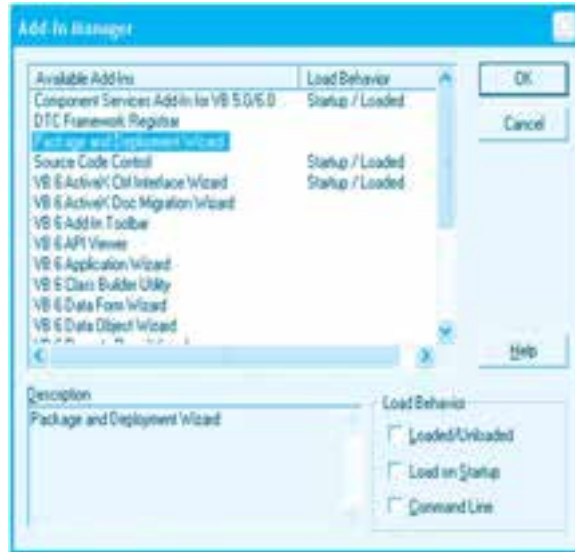 Add-In Manager
Available Add-Ins Load Behavior
Component Services Add-In for VB 5.0/6.0 Startup / Loaded
DTC Framework Registrar
Package and Deployment Wizard
Source Code Control Startup / Loaded
VB 6 ActiveX Ctrl Interface Wizard Startup / Loaded
VB 6 ActiveX Doc Migration Wizard
VB 6 Add-In Toolbar
VB 6 API Viewer
VB 6 Application Wizard
VB 6 Class Builder Utility
VB 6 Data Form Wizard
VB 6 Data Object Wizard
OK
Cancel
Help
Description
Package and Deployment Wizard
Load Behavior
Loaded/Unloaded
Load on Startup
Command Line